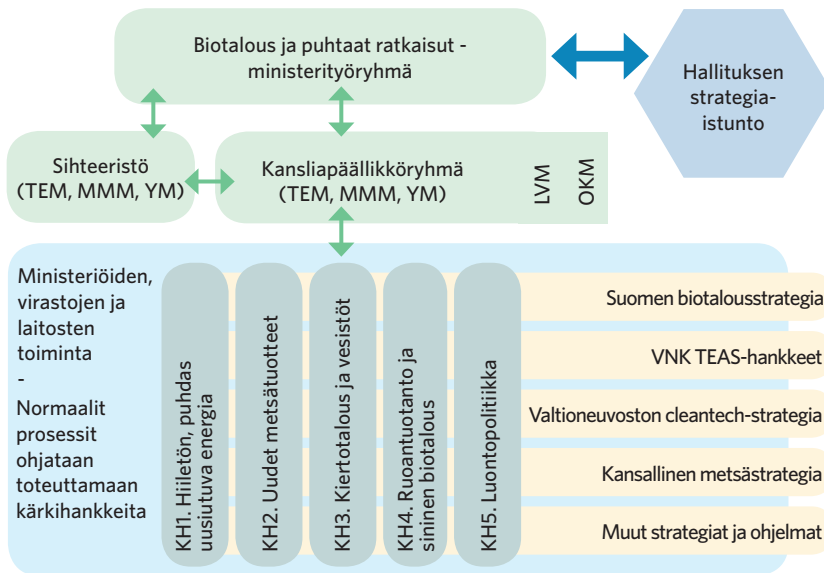 Biotalous ja puhtaat ratkaisut -
ministerityöryhmä
Hallituksen
strategia-
istunto
Sihteeristö
(TEM, MMM, YM)
Kansliapäällikköryhmä
(TEM, MMM, YM)
LVM
OKM
Ministeriöiden,
virastojen ja
laitosten
toiminta
-
Normaalit
prosessit
ohjataan
toteuttamaan
kärkihankkeita
KH1. Hiiletön, puhdas
uusiutuva energia
KH2. Uudet metsätuotteet
KH3. Kiertotalous ja vesistöt
KH4. Ruoantuotanto ja
sininen biotalous
KH5. Luontopolitiikka
Suomen biotalousstrategia
VNK TEAS-hankkeet
Valtioneuvoston cleantech-strategia
Kansallinen metsästrategia
Muut strategiat ja ohjelmat